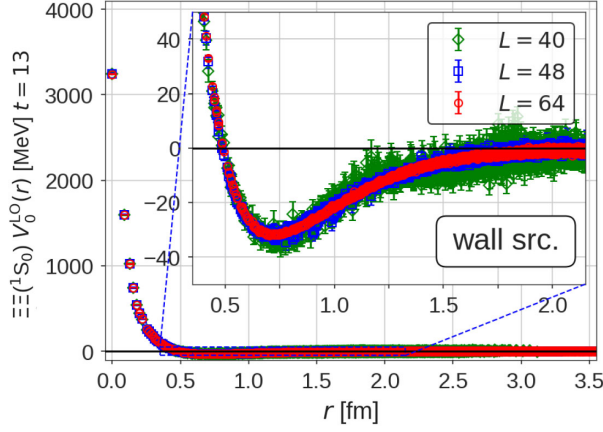 4000
3000
2000
1000
0
ΞΞ(¹S₀) V₀ᴸᴼ(r) [MeV] t = 13
40
20
0
−20
−40
L = 40
L = 48
L = 64
wall src.
0.5 1.0 1.5 2.0
0.0 0.5 1.0 1.5 2.0 2.5 3.0 3.5
r [fm]